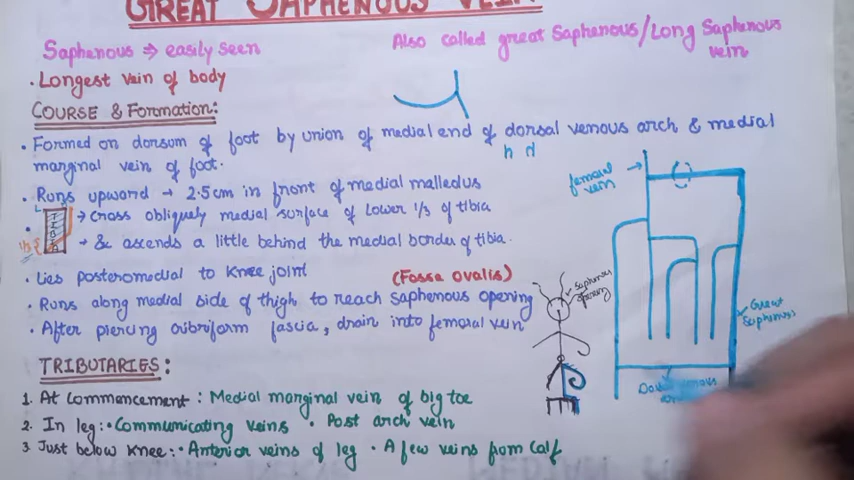 GREAT SAPHENOUS VEIN
Saphenous ⇒ easily seen
Also called great Saphenous/Long Saphenous vein
· Longest vein of body
COURSE & Formation:
· Formed on dorsum of foot by union of medial end of dorsal venous arch & medial
marginal vein of foot.
· Runs upward → 2.5cm in front of medial malleolus
→ Cross obliquely medial surface of Lower 1/3 of tibia
→ & ascends a little behind the medial border of tibia.
TIBIA
1/3
· Lies posteromedial to Knee joint
(Fossa ovalis)
· Runs along medial side of thigh to reach saphenous opening
· After piercing cribriform fascia, drain into femoral vein
femoral
vein
saphenous
opening
Great
Saphenous
TRIBUTARIES:
1. At Commencement: Medial marginal vein of big toe
2. In leg: · Communicating veins · Post arch vein
3. Just below Knee: · Anterior veins of leg · A few veins from calf